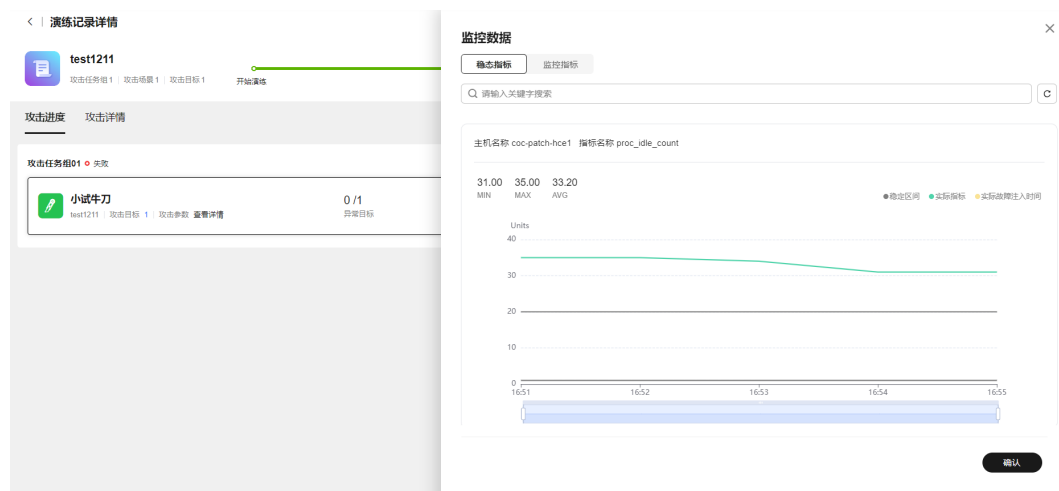 演练记录详情
test1211
攻击任务组 1 | 攻击场景 1 | 攻击目标 1
开始演练
攻击进度 攻击详情
攻击任务组01 失败
小试牛刀
test1211 | 攻击目标 1 | 攻击参数 查看详情
0 /1
异常目标
监控数据
稳态指标 监控指标
请输入关键字搜索
主机名称 coc-patch-hce1 指标名称 proc_idle_count
31.00 35.00 33.20
MIN MAX AVG
稳定区间 实际指标 实际故障注入时间
Units
40
30
20
10
0
16:51 16:52 16:53 16:54 16:55
确认